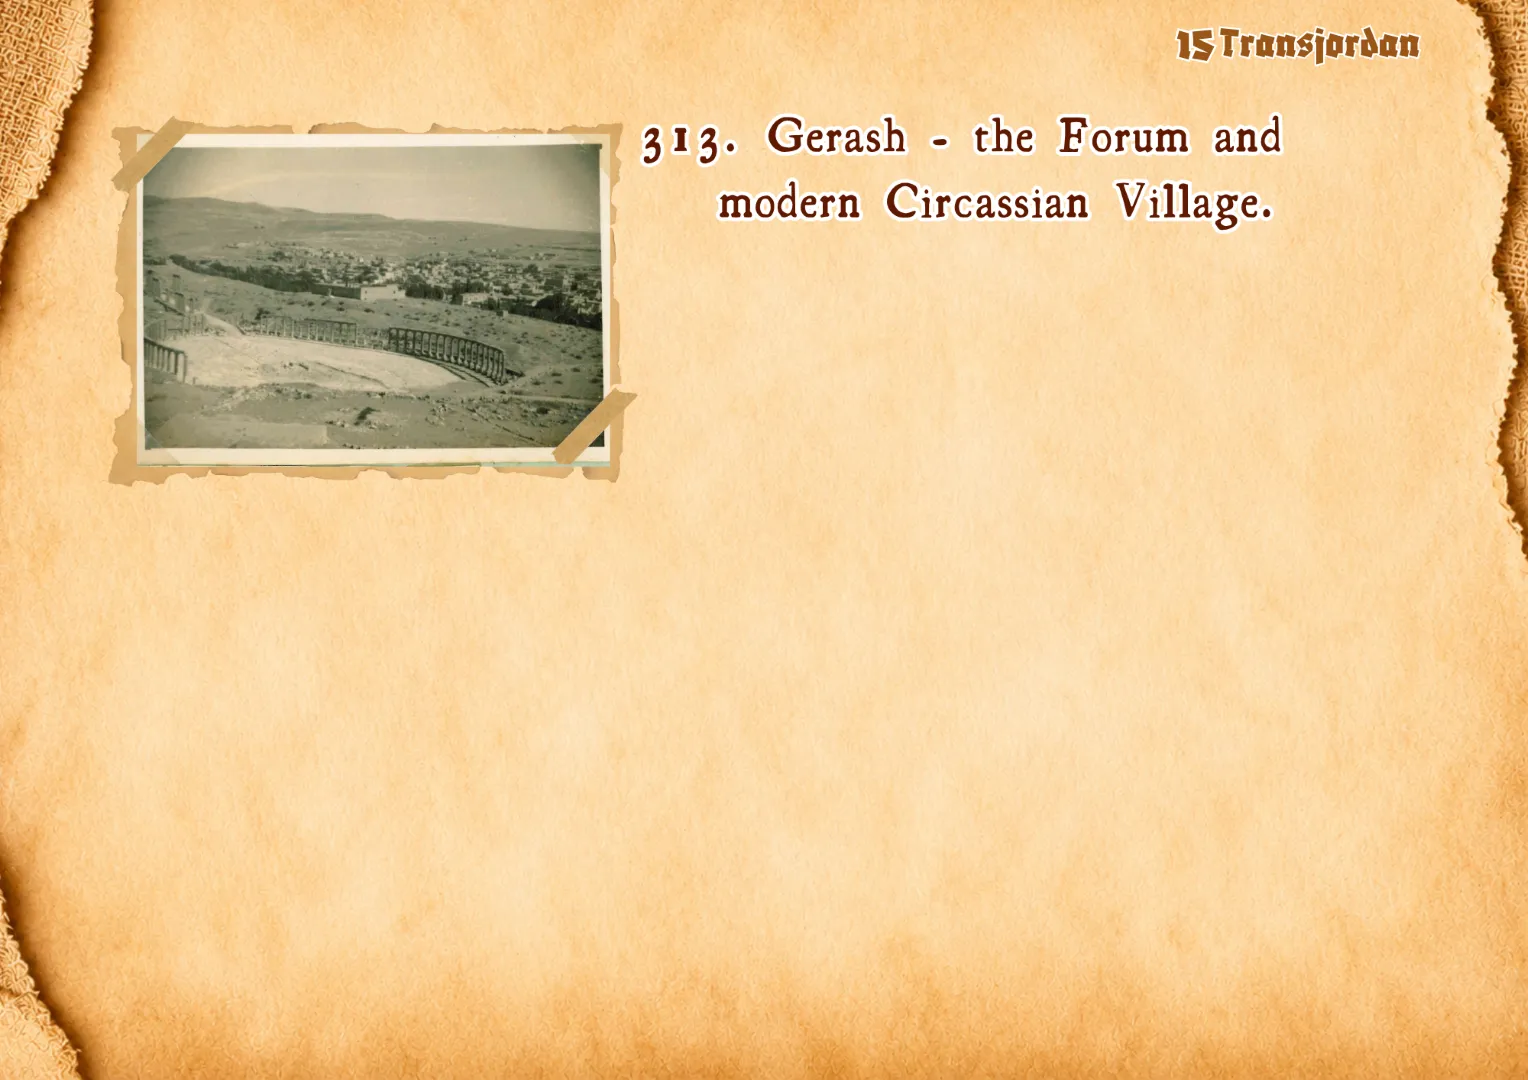 15 Transjordan
313. Gerash - the Forum and
modern Circassian Village.